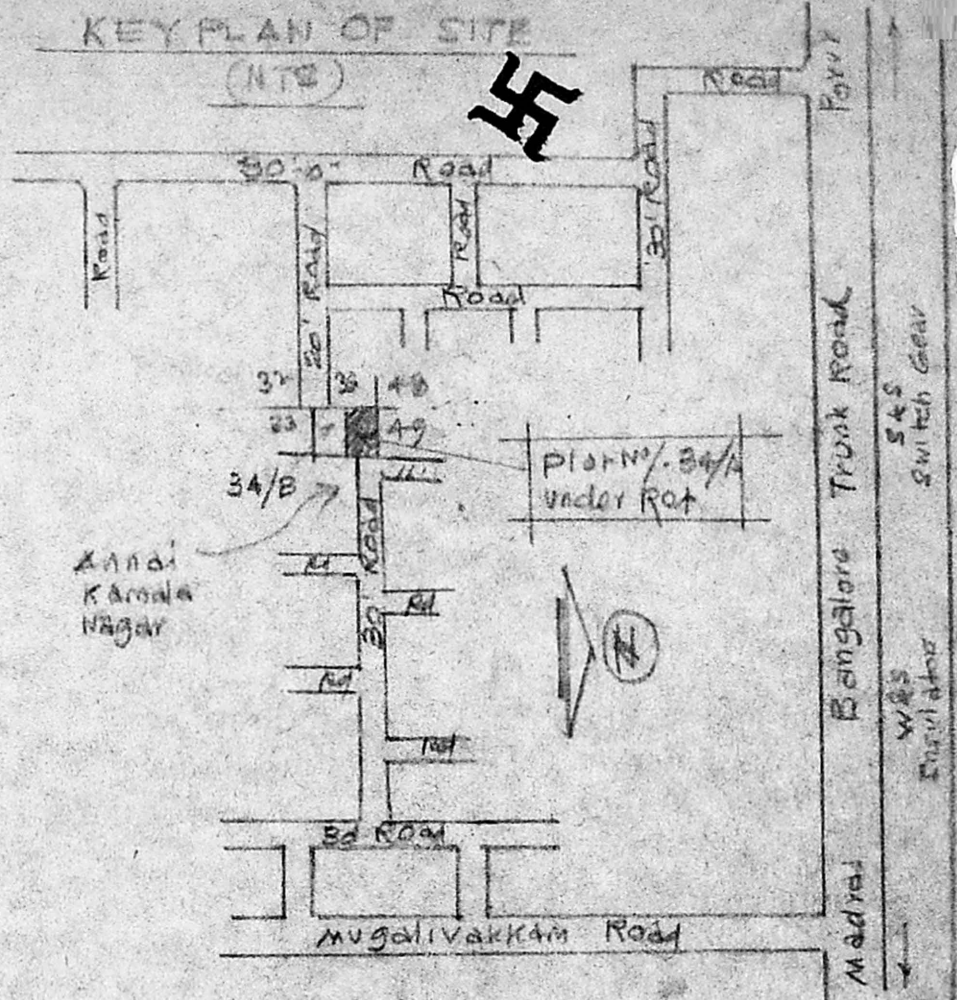 KEY PLAN OF SITE
(NTS)
Road
Porur
30'-0" Road
30' Road
Road
20' Road
Road
Road
32 36 48
33 49
Plot No/. 34/A
under Ref
34/B
Annai
Kamala
Nagar
30' Road
Rd
Rd
Rd
Rd
30 Road
Mugalivakkam Road
Madras Bangalore Trunk Road
S&S
Switch Gear
W&S
Insulators